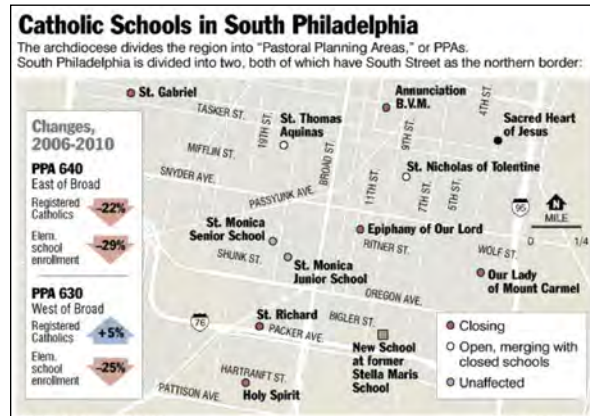 Catholic Schools in South Philadelphia
The archdiocese divides the region into "Pastoral Planning Areas," or PPAs.
South Philadelphia is divided into two, both of which have South Street as the northern border:
Changes,
2006-2010
PPA 640
East of Broad
Registered
Catholics
-22%
Elem.
school
enrollment
-29%
PPA 630
West of Broad
Registered
Catholics
+5%
Elem.
school
enrollment
-25%
St. Gabriel
TASKER ST.
19TH ST.
St. Thomas
Aquinas
BROAD ST.
Annunciation
B.V.M.
9TH ST.
4TH ST.
Sacred Heart
of Jesus
MIFFLIN ST.
SNYDER AVE.
PASSYUNK AVE.
11TH ST.
St. Nicholas of Tolentine
7TH ST.
5TH ST.
95
N
MILE
0 1/4
St. Monica
Senior School
Epiphany of Our Lord
RITNER ST.
WOLF ST.
SHUNK ST.
St. Monica
Junior School
OREGON AVE.
Our Lady
of Mount Carmel
76
St. Richard
PACKER AVE.
BIGLER ST.
New School
at former
Stella Maris
School
HARTRANFT ST.
PATTISON AVE.
Holy Spirit
Closing
Open, merging with
closed schools
Unaffected